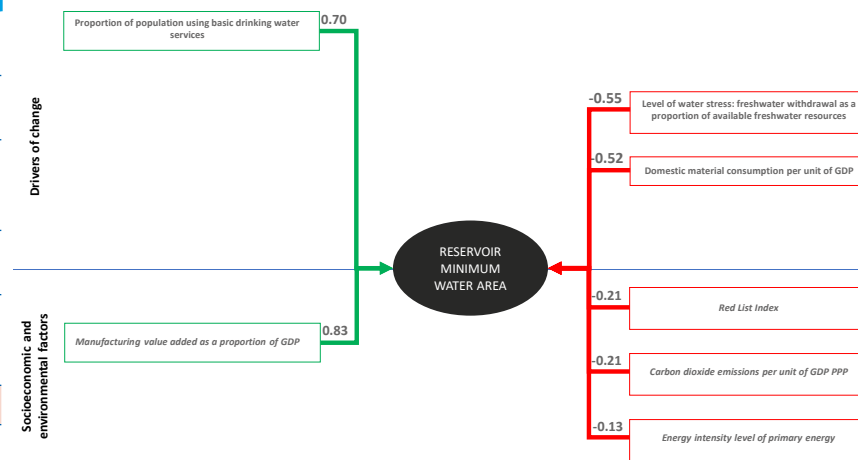 Drivers of change
Proportion of population using basic drinking water
services
0.70
-0.55
Level of water stress: freshwater withdrawal as a
proportion of available freshwater resources
-0.52
Domestic material consumption per unit of GDP
RESERVOIR
MINIMUM
WATER AREA
Socioeconomic and
environmental factors
Manufacturing value added as a proportion of GDP
0.83
-0.21
Red List Index
-0.21
Carbon dioxide emissions per unit of GDP PPP
-0.13
Energy intensity level of primary energy